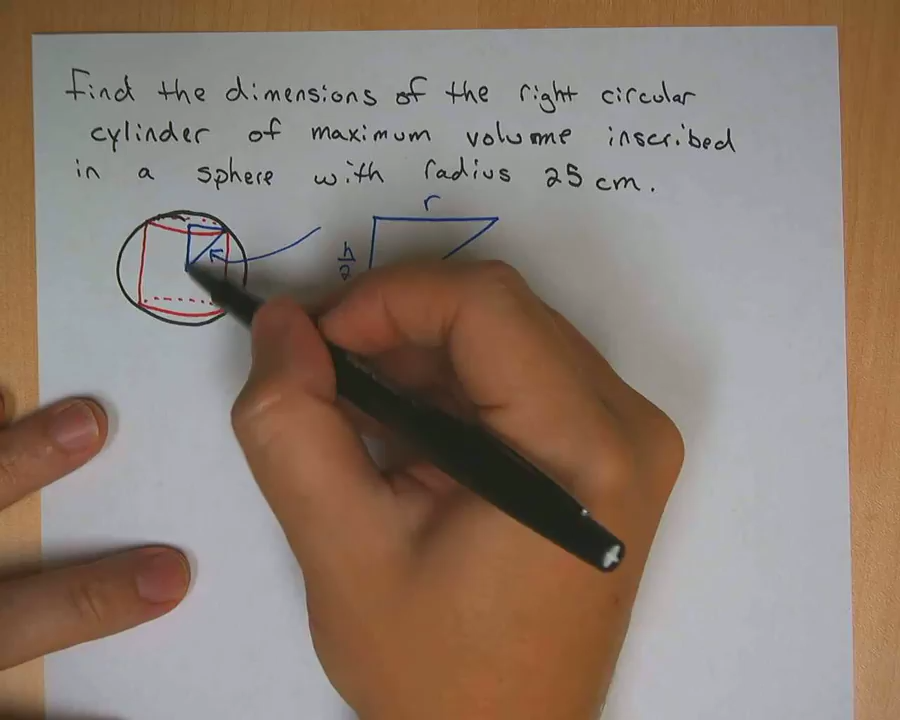 Find the dimensions of the right circular
cylinder of maximum volume inscribed
in a sphere with radius 25 cm.
r
h/2